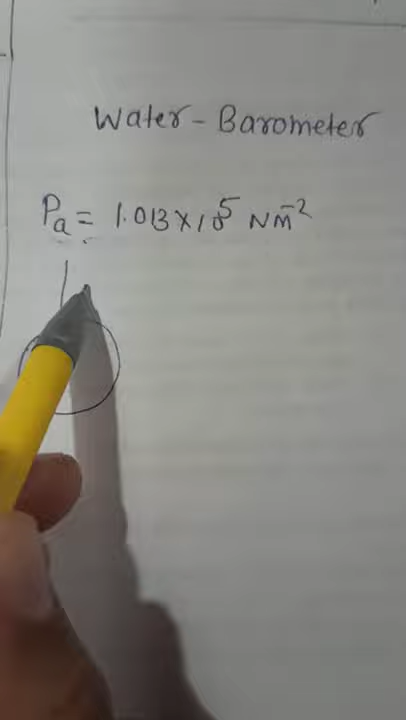 Water-Barometer
Pa = 1.013×10⁵ Nm⁻²